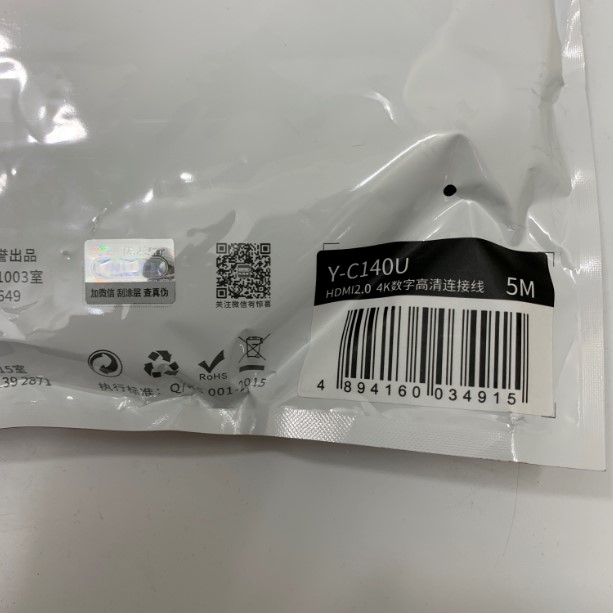 誉出品
1003室
649
加微信 刮涂层 查真伪
关注微信有惊喜
Y-C140U
HDMI2.0 4K数字高清连接线 5M
4 894160 034915
15室
392871
RoHS
执行标准: